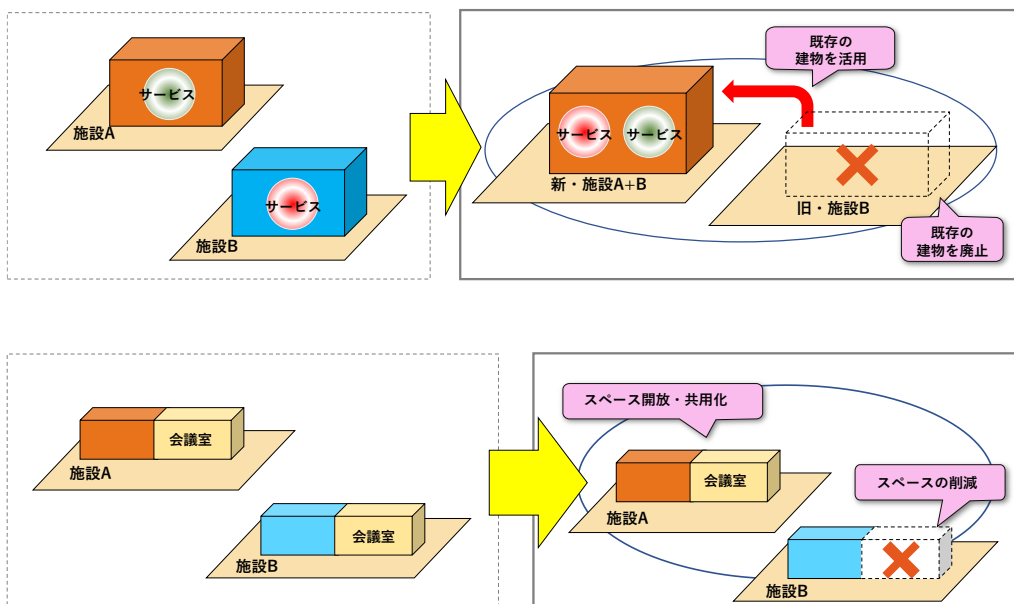 サービス
施設A
サービス
施設B
既存の
建物を活用
サービス
サービス
新・施設A+B
旧・施設B
既存の
建物を廃止
会議室
施設A
会議室
施設B
スペース開放・共用化
会議室
施設A
スペースの削減
施設B